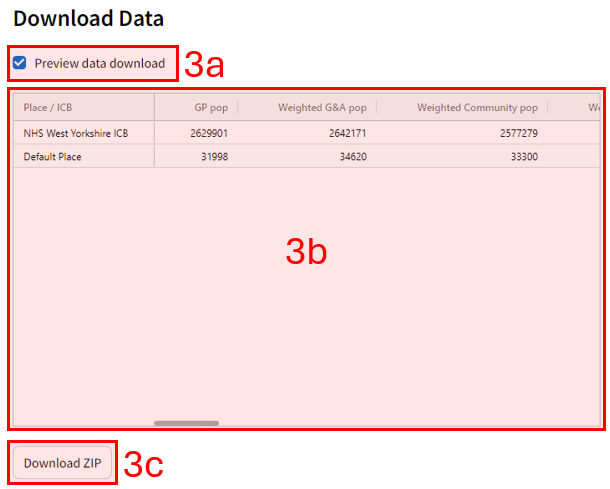 Download Data
Preview data download 3a
Place / ICB GP pop Weighted G&A pop Weighted Community pop We
NHS West Yorkshire ICB 2629901 2642171 2577279
Default Place 31998 34620 33300
3b
Download ZIP 3c